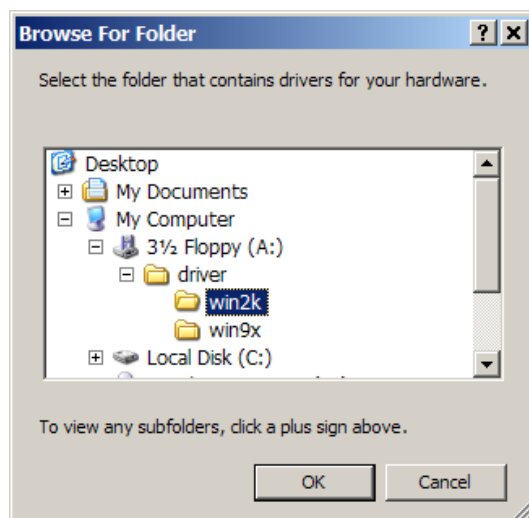 Browse For Folder
Select the folder that contains drivers for your hardware.
Desktop
My Documents
My Computer
3½ Floppy (A:)
driver
win2k
win9x
Local Disk (C:)
To view any subfolders, click a plus sign above.
OK Cancel